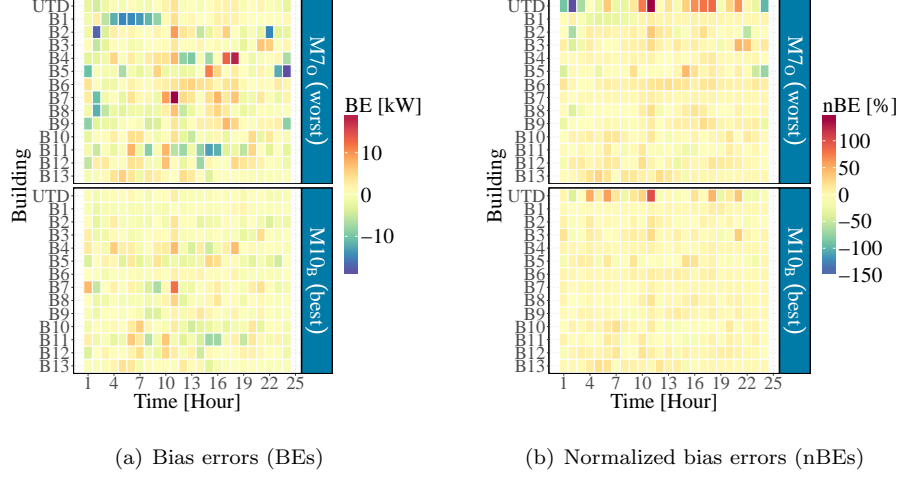 UTD
B1
B2
B3
B4
B5
B6
B7
B8
B9
B10
B11
B12
B13
UTD
B1
B2
B3
B4
B5
B6
B7
B8
B9
B10
B11
B12
B13
Building
1 4 7 10 13 16 19 22 25
Time [Hour]
M7O (worst)
M10B (best)
BE [kW]
10
0
−10
(a) Bias errors (BEs)
UTD
B1
B2
B3
B4
B5
B6
B7
B8
B9
B10
B11
B12
B13
UTD
B1
B2
B3
B4
B5
B6
B7
B8
B9
B10
B11
B12
B13
Building
1 4 7 10 13 16 19 22 25
Time [Hour]
M7O (worst)
M10B (best)
nBE [%]
100
50
0
−50
−100
−150
(b) Normalized bias errors (nBEs)